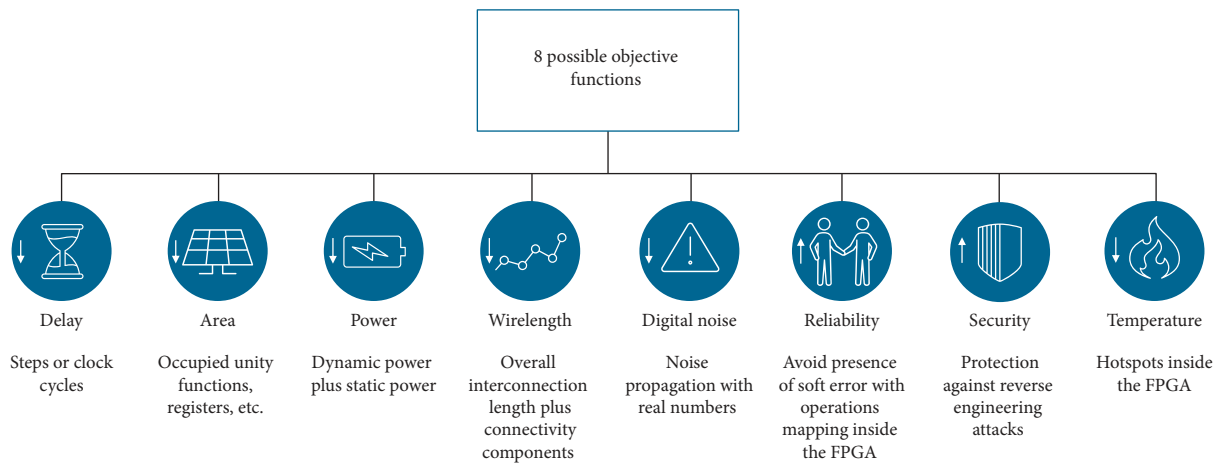 8 possible objective
functions
Delay
Steps or clock
cycles
Area
Occupied unity
functions,
registers, etc.
Power
Dynamic power
plus static power
Wirelength
Overall
interconnection
length plus
connectivity
components
Digital noise
Noise
propagation with
real numbers
Reliability
Avoid presence
of soft error with
operations
mapping inside
the FPGA
Security
Protection
against reverse
engineering
attacks
Temperature
Hotspots inside
the FPGA